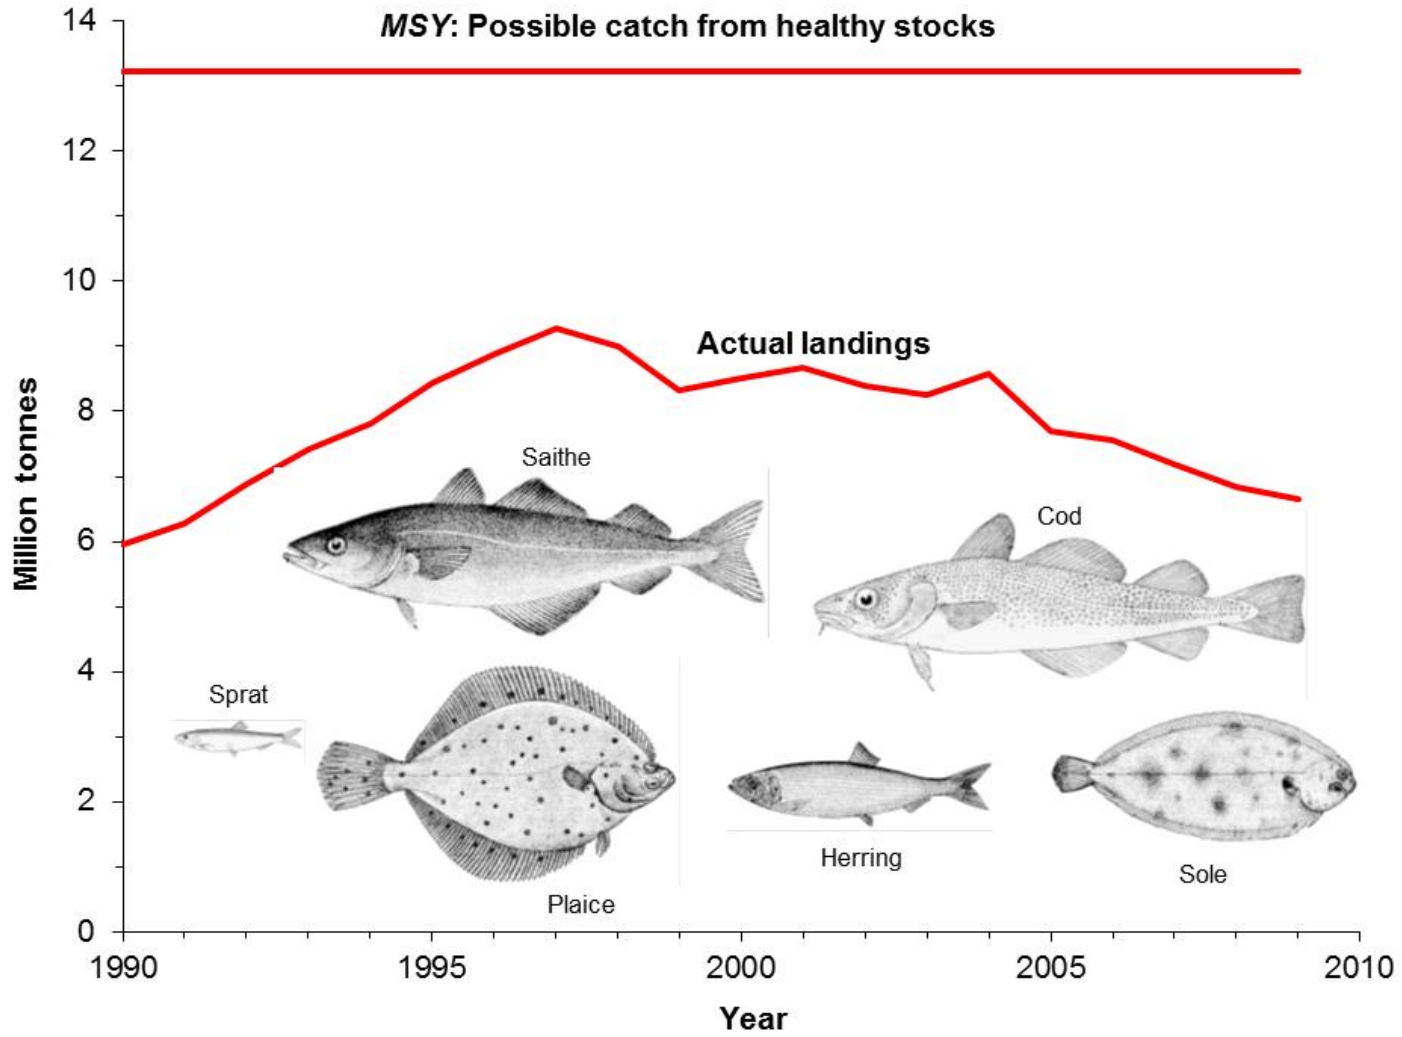 MSY: Possible catch from healthy stocks
14
12
10
8
6
4
2
0
Million tonnes
Actual landings
Saithe
Cod
Sprat
Plaice
Herring
Sole
1990
1995
2000
2005
2010
Year